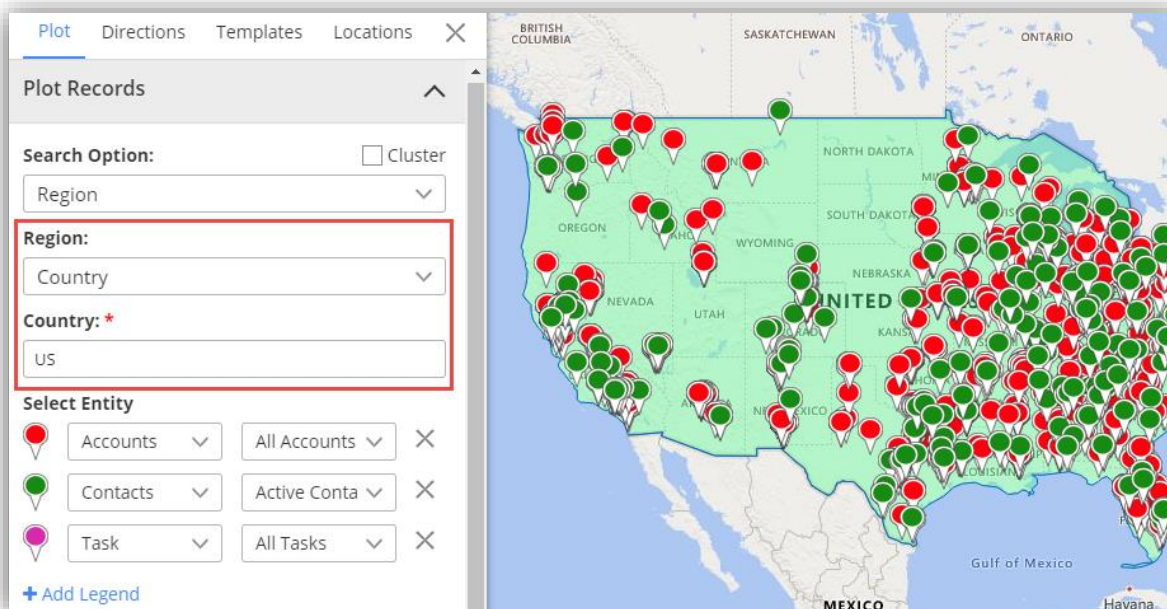 Plot Directions Templates Locations
Plot Records
Search Option: Cluster
Region
Region:
Country
Country: *
US
Select Entity
Accounts All Accounts
Contacts Active Conta
Task All Tasks
+ Add Legend
BRITISH
COLUMBIA
SASKATCHEWAN
ONTARIO
NORTH DAKOTA
OREGON
SOUTH DAKOTA
WYOMING
NEBRASKA
NEVADA
UNITED
UTAH
KANS
Gulf of Mexico
MEXICO
Havana